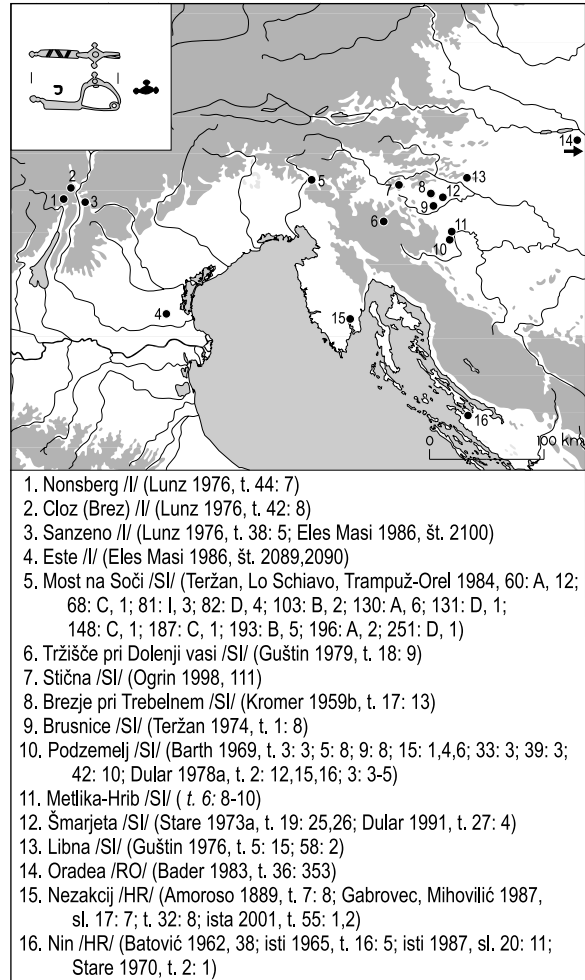 14
13
2
8
12
1
3
5
9
6
11
10
4
15
16
0
100 km
1. Nonsberg /I/ (Lunz 1976, t. 44: 7)
2. Cloz (Brez) /I/ (Lunz 1976, t. 42: 8)
3. Sanzeno /I/ (Lunz 1976, t. 38: 5; Eles Masi 1986, št. 2100)
4. Este /I/ (Eles Masi 1986, št. 2089,2090)
5. Most na Soči /SI/ (Teržan, Lo Schiavo, Trampuž-Orel 1984, 60: A, 12;
68: C, 1; 81: I, 3; 82: D, 4; 103: B, 2; 130: A, 6; 131: D, 1;
148: C, 1; 187: C, 1; 193: B, 5; 196: A, 2; 251: D, 1)
6. Tržišče pri Dolenji vasi /SI/ (Guštin 1979, t. 18: 9)
7. Stična /SI/ (Ogrin 1998, 111)
8. Brezje pri Trebelnem /SI/ (Kromer 1959b, t. 17: 13)
9. Brusnice /SI/ (Teržan 1974, t. 1: 8)
10. Podzemelj /SI/ (Barth 1969, t. 3: 3; 5: 8; 9: 8; 15: 1,4,6; 33: 3; 39: 3;
42: 10; Dular 1978a, t. 2: 12,15,16; 3: 3-5)
11. Metlika-Hrib /SI/ ( t. 6: 8-10)
12. Šmarjeta /SI/ (Stare 1973a, t. 19: 25,26; Dular 1991, t. 27: 4)
13. Libna /SI/ (Guštin 1976, t. 5: 15; 58: 2)
14. Oradea /RO/ (Bader 1983, t. 36: 353)
15. Nezakcij /HR/ (Amoroso 1889, t. 7: 8; Gabrovec, Mihovilić 1987,
sl. 17: 7; t. 32: 8; ista 2001, t. 55: 1,2)
16. Nin /HR/ (Batović 1962, 38; isti 1965, t. 16: 5; isti 1987, sl. 20: 11;
Stare 1970, t. 2: 1)